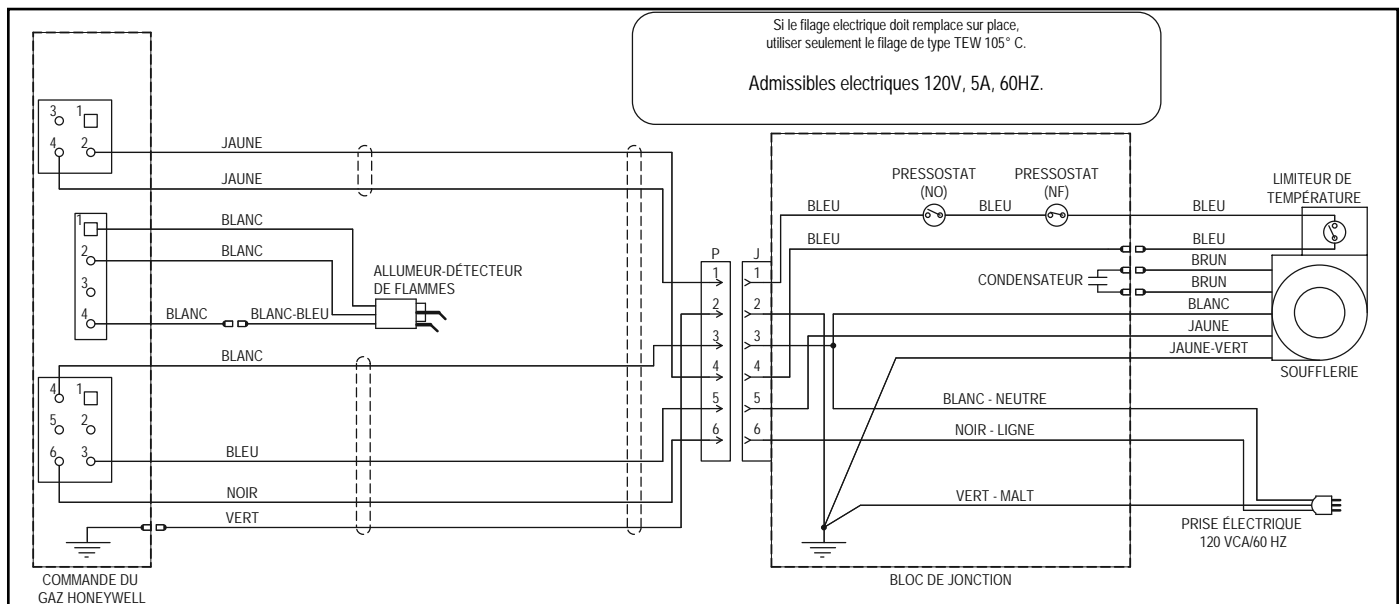 Si le filage electrique doit remplace sur place,
utiliser seulement le filage de type TEW 105° C.
Admissibles electriques 120V, 5A, 60HZ.
3 1
4 2
JAUNE
JAUNE
1
2
3
4
BLANC
BLANC
BLANC
BLANC-BLEU
ALLUMEUR-DÉTECTEUR
DE FLAMMES
4 1
5 2
6 3
BLANC
BLEU
NOIR
VERT
COMMANDE DU
GAZ HONEYWELL
P J
1 1
2 2
3 3
4 4
5 5
6 6
PRESSOSTAT
(NO)
PRESSOSTAT
(NF)
BLEU
BLEU
BLEU
BLEU
BLEU
CONDENSATEUR
BRUN
BRUN
BLANC
JAUNE
JAUNE-VERT
LIMITEUR DE
TEMPÉRATURE
SOUFFLERIE
BLANC - NEUTRE
NOIR - LIGNE
VERT - MALT
PRISE ÉLECTRIQUE
120 VCA/60 HZ
BLOC DE JONCTION